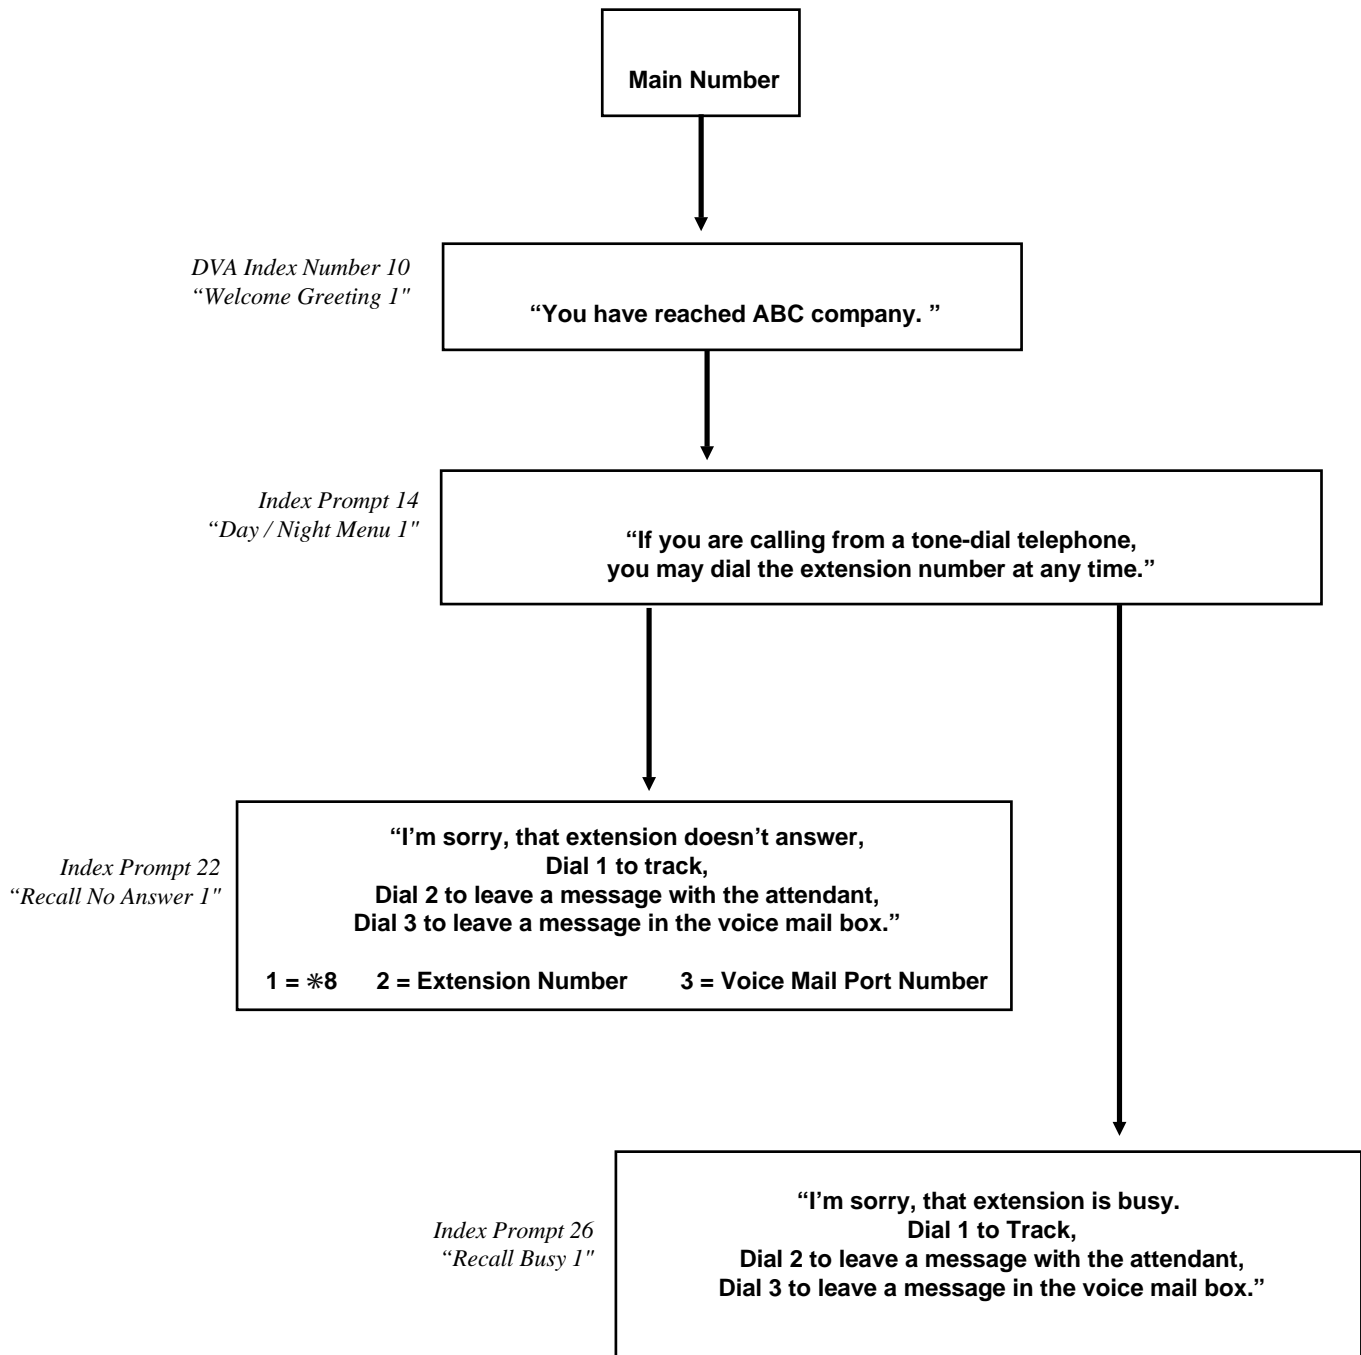 Main Number
DVA Index Number 10
“Welcome Greeting 1"
“You have reached ABC company. ”
Index Prompt 14
“Day / Night Menu 1"
“If you are calling from a tone-dial telephone,
you may dial the extension number at any time.”
“I’m sorry, that extension doesn’t answer,
Dial 1 to track,
Dial 2 to leave a message with the attendant,
Dial 3 to leave a message in the voice mail box.”
Index Prompt 22
“Recall No Answer 1"
1 = ✳8 2 = Extension Number 3 = Voice Mail Port Number
“I’m sorry, that extension is busy.
Dial 1 to Track,
Dial 2 to leave a message with the attendant,
Dial 3 to leave a message in the voice mail box.”
Index Prompt 26
“Recall Busy 1"